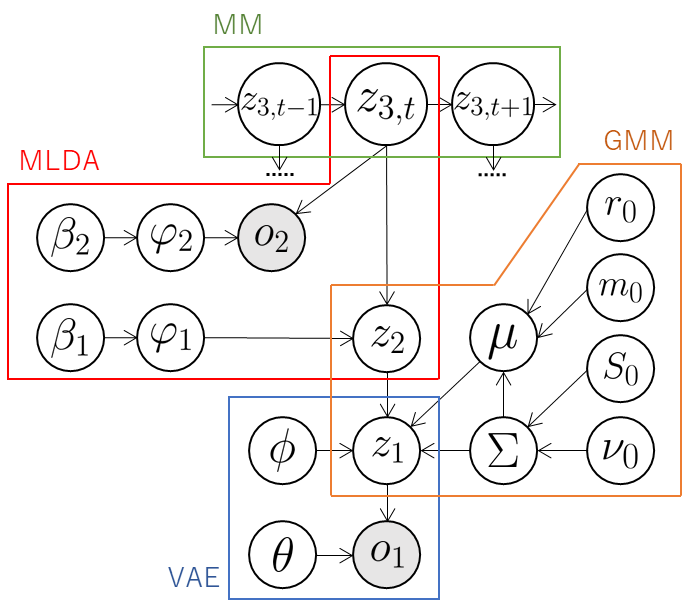 MM
z₃,ₜ₋₁ z₃,ₜ z₃,ₜ₊₁
..... .....
GMM
MLDA
r₀
β₂ φ₂ o₂
m₀
β₁ φ₁ z₂ μ
S₀
ϕ z₁ Σ ν₀
θ o₁
VAE